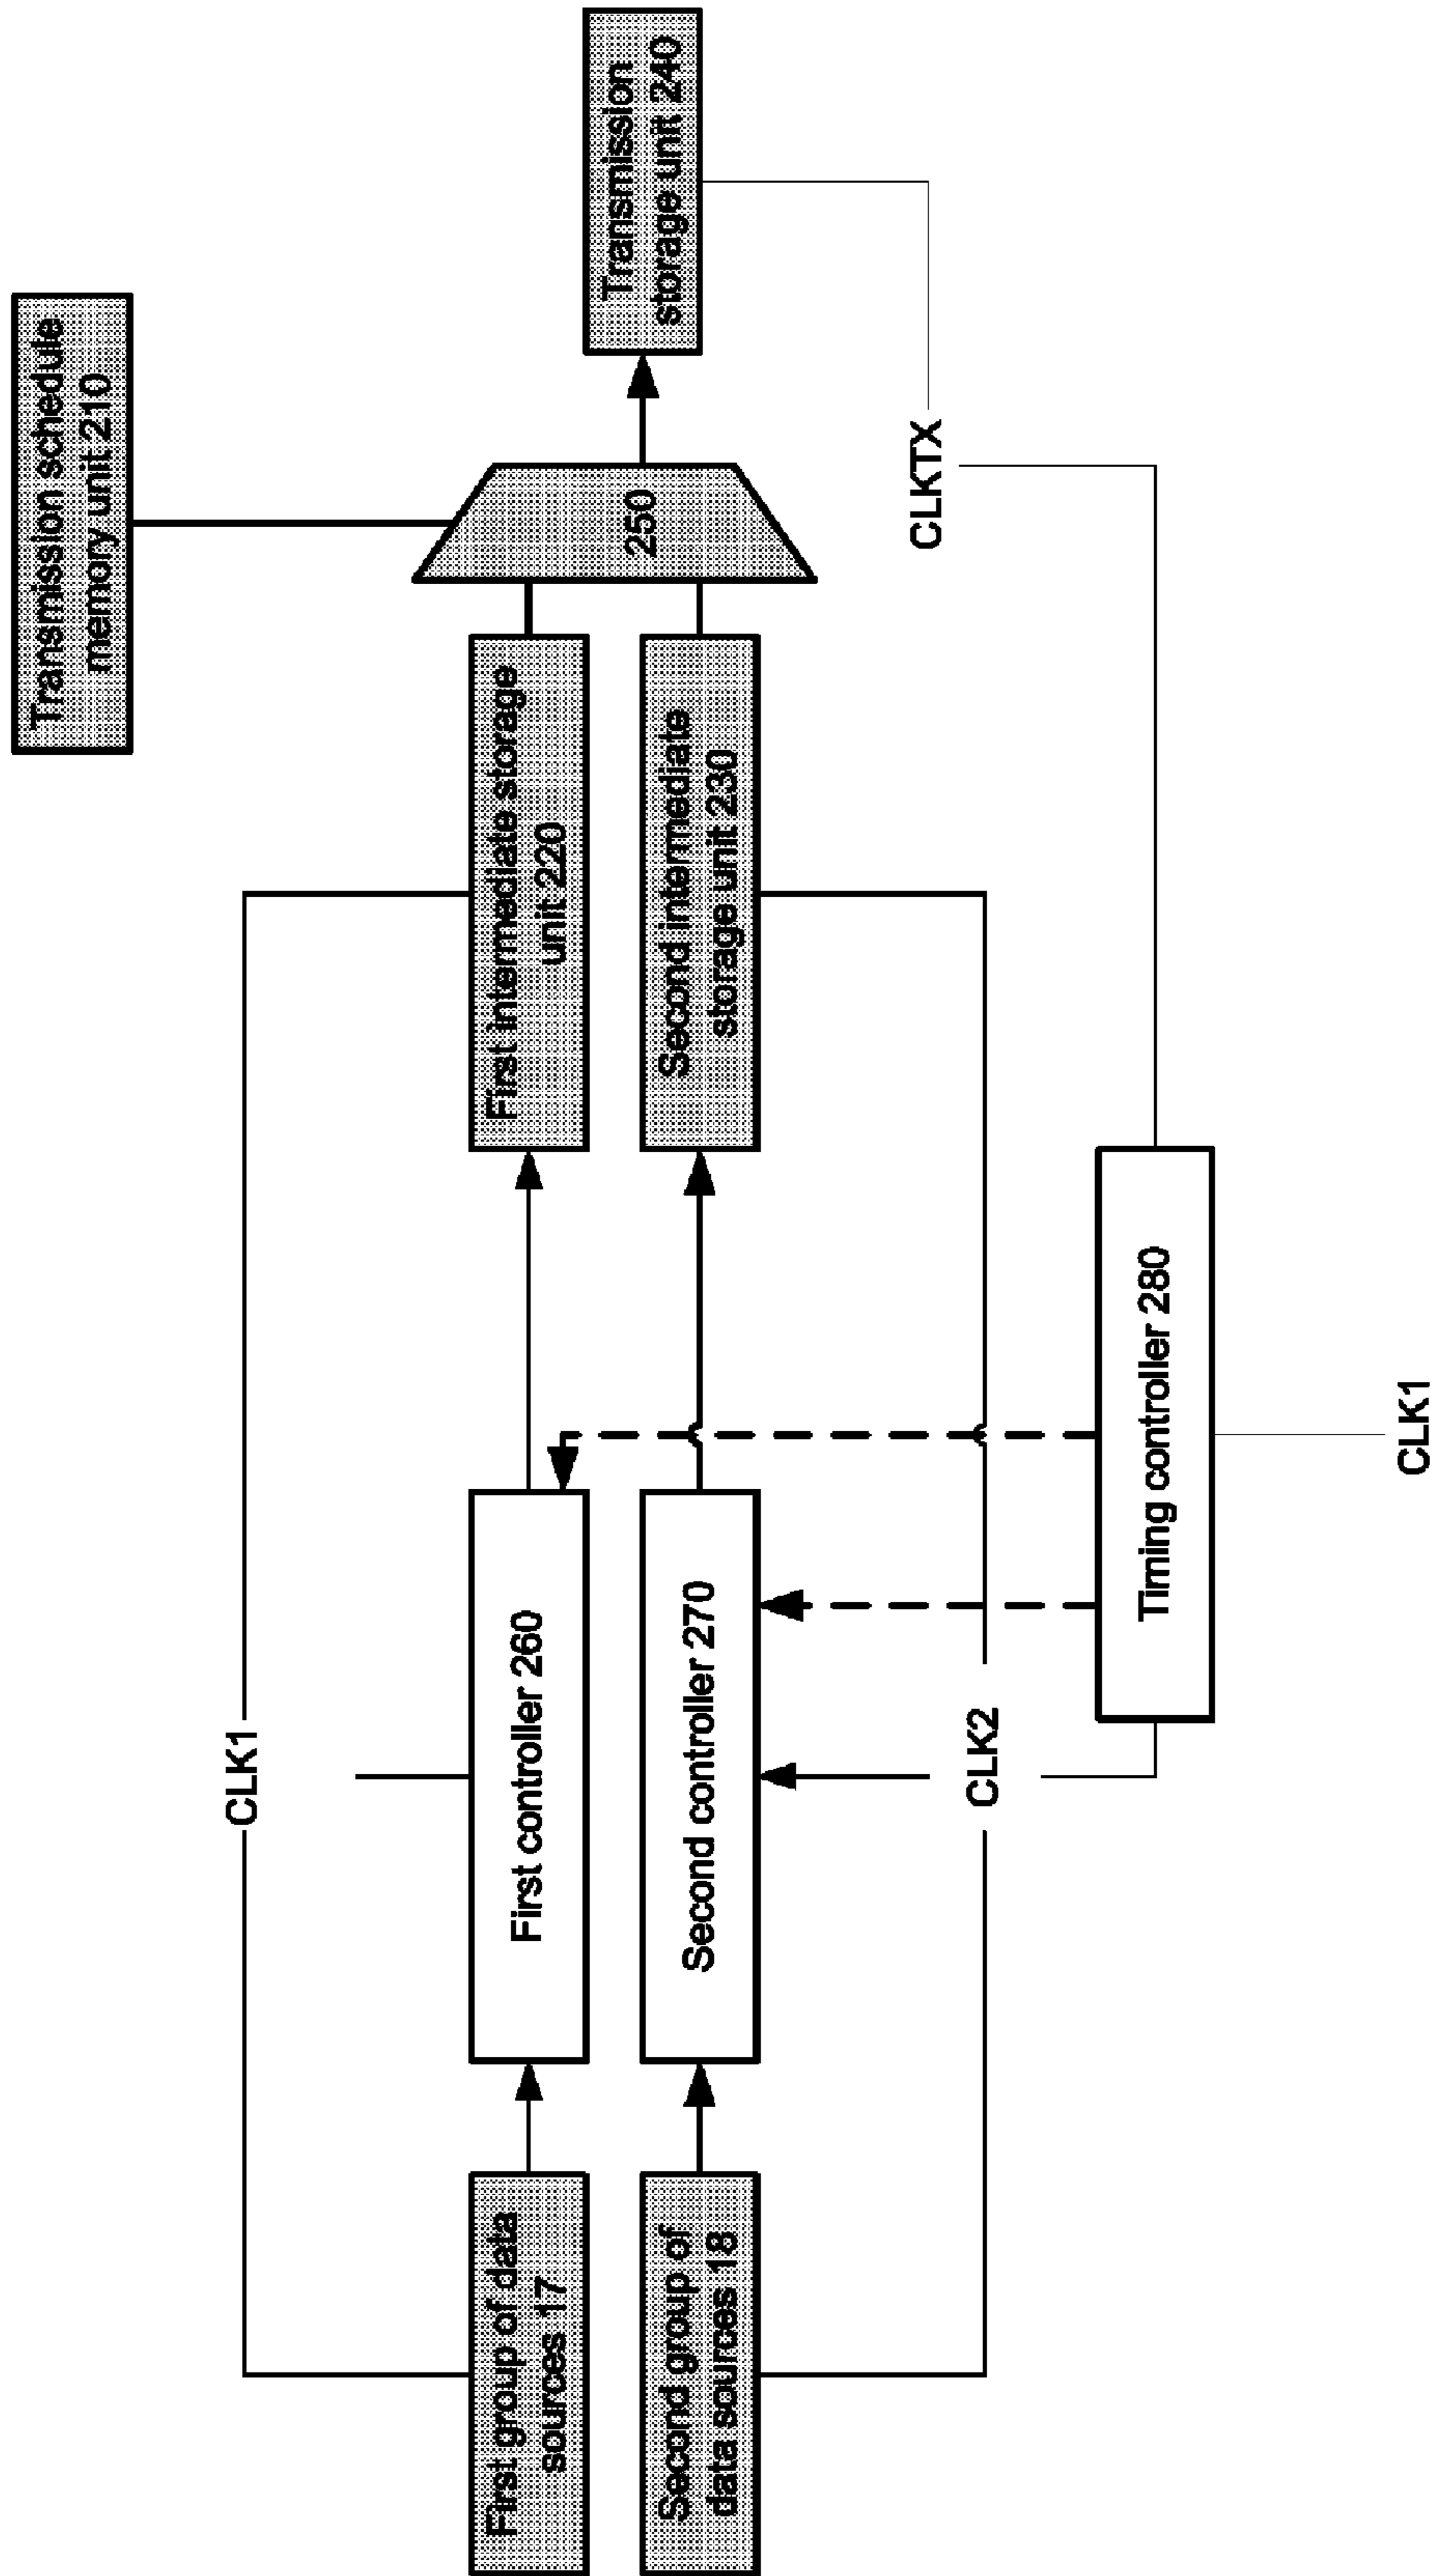 Transmission schedule
memory unit 210
CLK1
First group of data
sources 17
First controller 260
First intermediate storage
unit 220
250
Transmission
storage unit 240
Second group of
data sources 18
Second controller 270
Second intermediate
storage unit 230
CLK2
CLKTX
Timing controller 280
CLK1